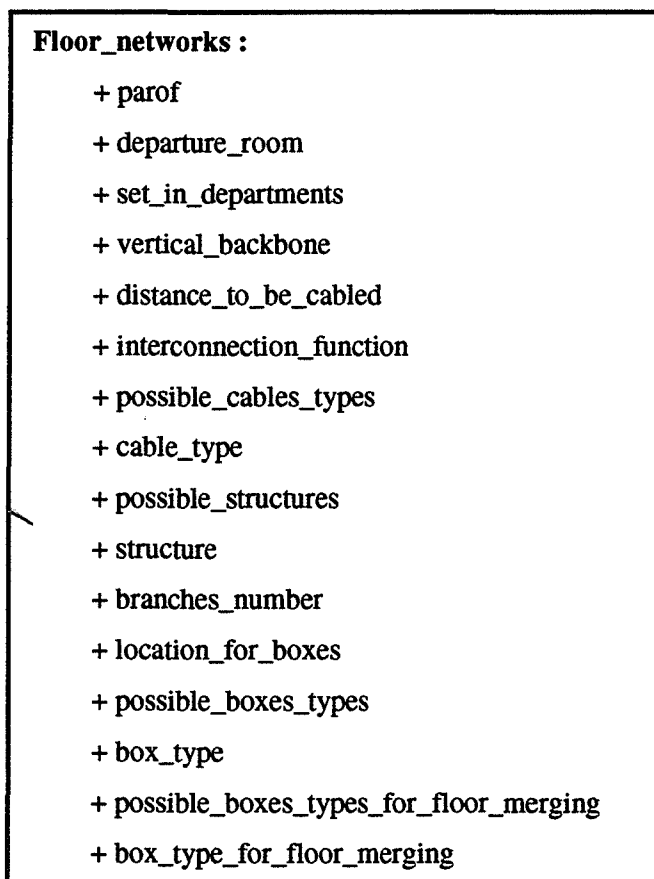 Floor_networks :
+ parof
+ departure_room
+ set_in_departments
+ vertical_backbone
+ distance_to_be_cabled
+ interconnection_function
+ possible_cables_types
+ cable_type
+ possible_structures
+ structure
+ branches_number
+ location_for_boxes
+ possible_boxes_types
+ box_type
+ possible_boxes_types_for_floor_merging
+ box_type_for_floor_merging